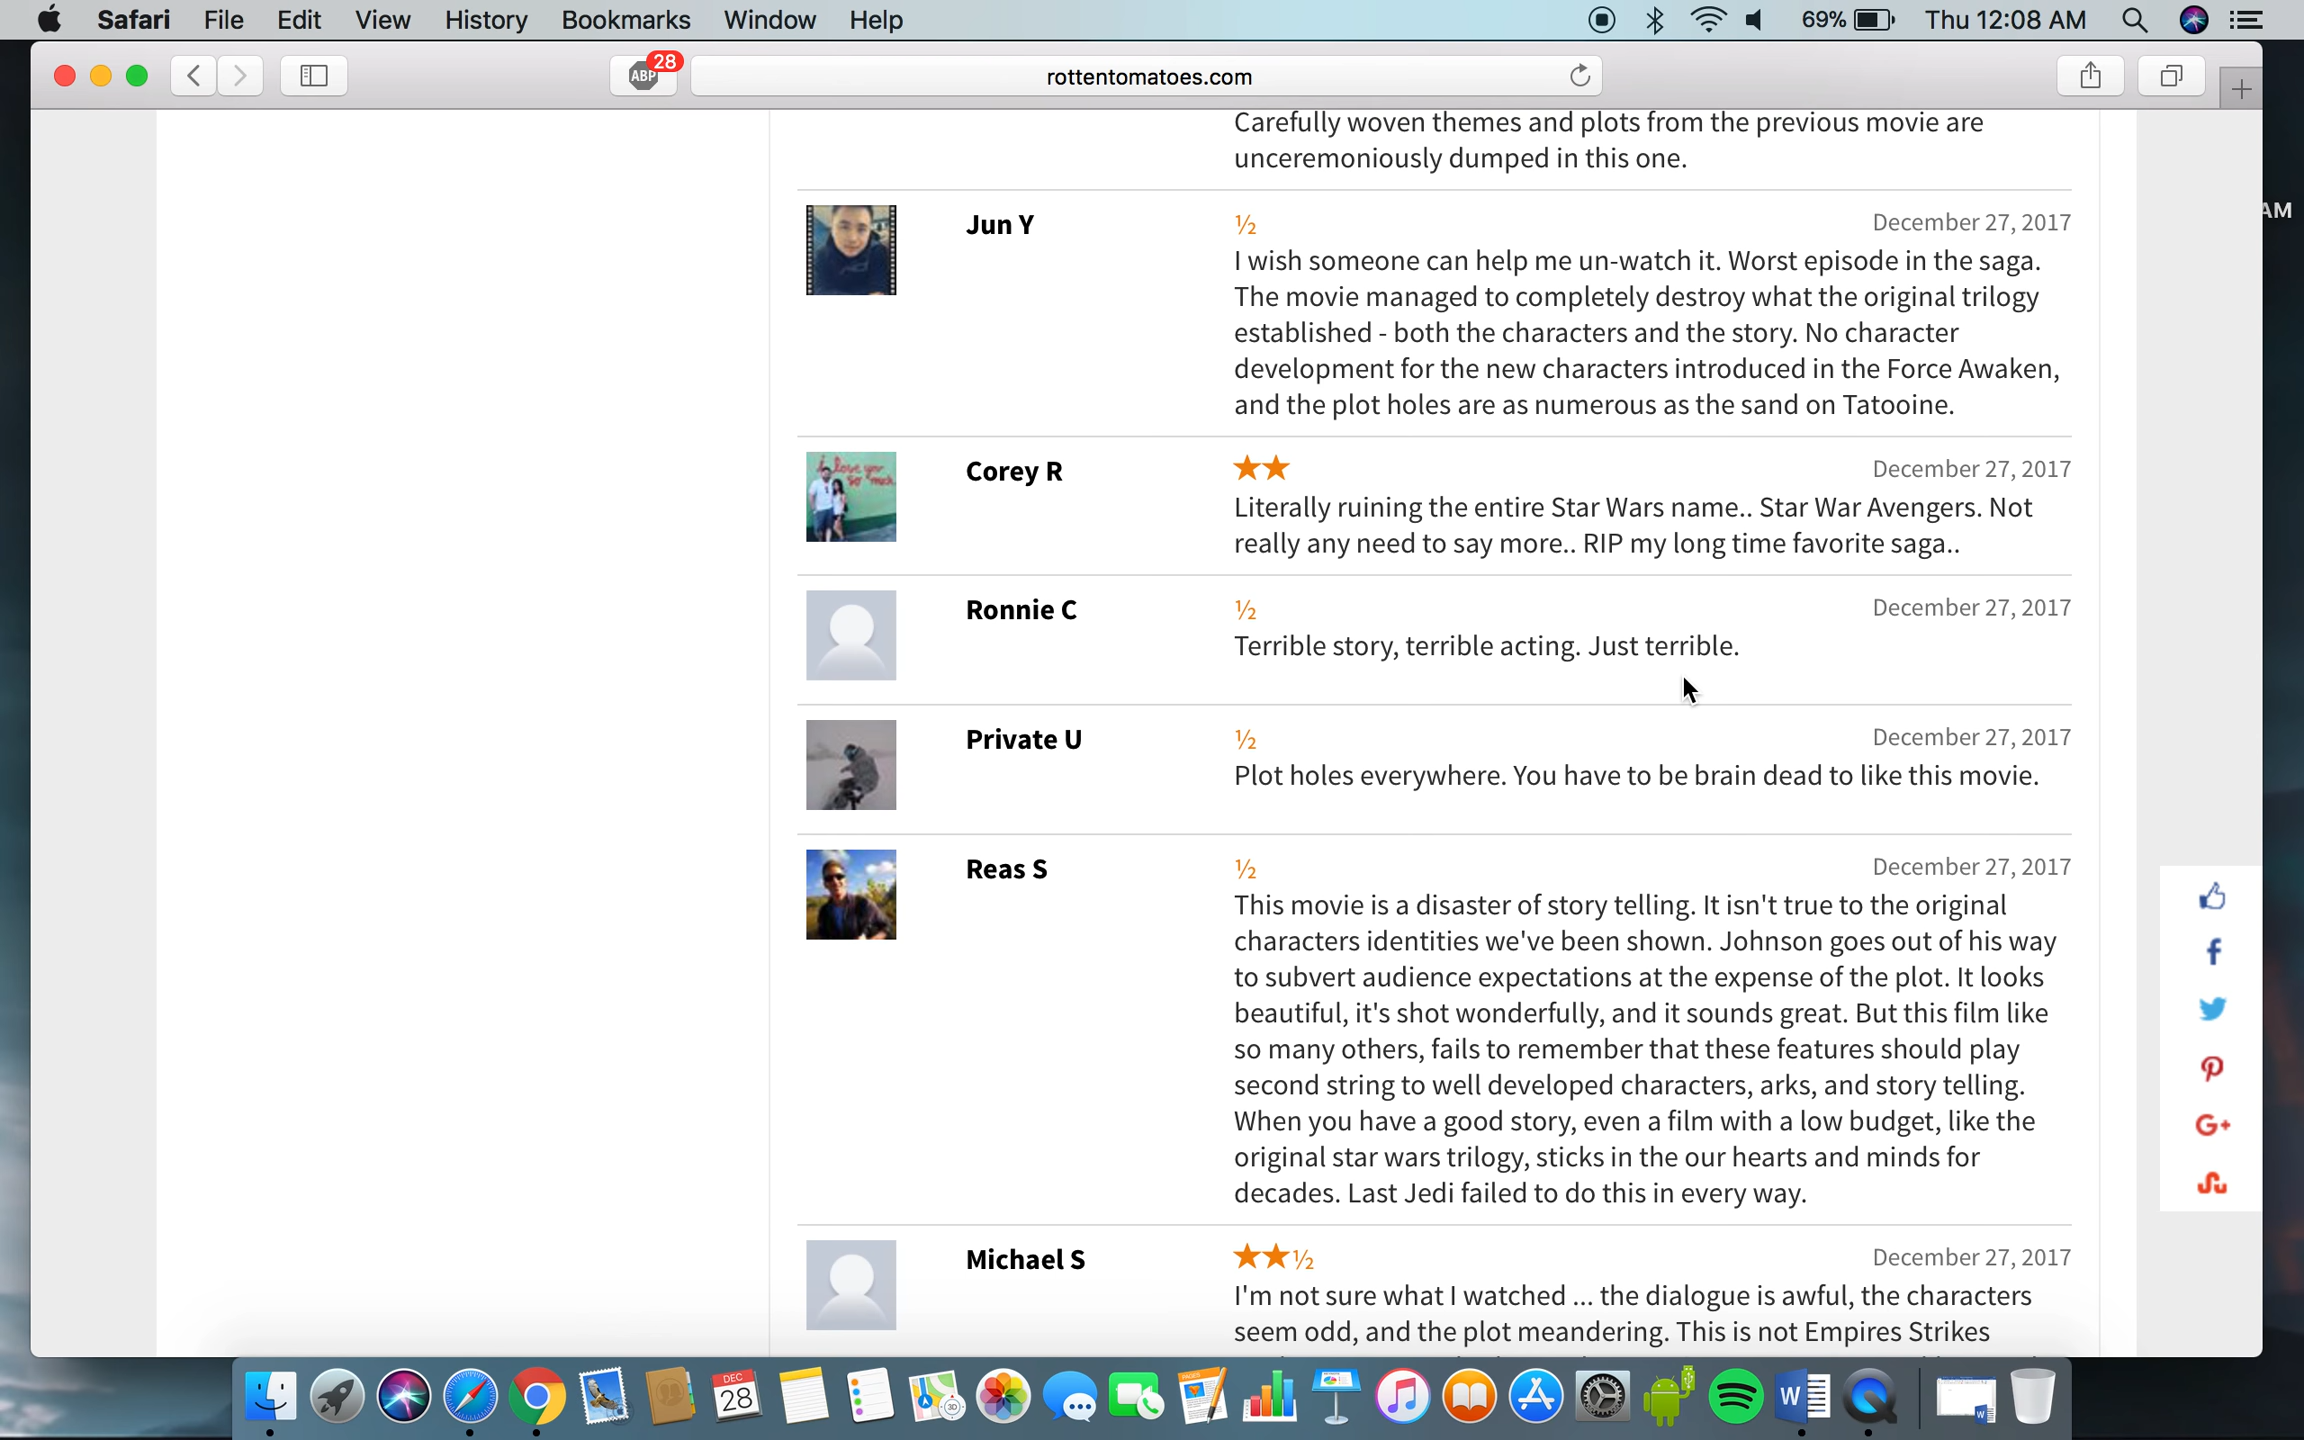 Safari File Edit View History Bookmarks Window Help 69% Thu 12:08 AM
ABP 28 rottentomatoes.com
AM
Carefully woven themes and plots from the previous movie are
unceremoniously dumped in this one.
Jun Y ½ December 27, 2017
I wish someone can help me un-watch it. Worst episode in the saga.
The movie managed to completely destroy what the original trilogy
established - both the characters and the story. No character
development for the new characters introduced in the Force Awaken,
and the plot holes are as numerous as the sand on Tatooine.
i love you
so much
Corey R ★★ December 27, 2017
Literally ruining the entire Star Wars name.. Star War Avengers. Not
really any need to say more.. RIP my long time favorite saga..
Ronnie C ½ December 27, 2017
Terrible story, terrible acting. Just terrible.
Private U ½ December 27, 2017
Plot holes everywhere. You have to be brain dead to like this movie.
Reas S ½ December 27, 2017
This movie is a disaster of story telling. It isn't true to the original
characters identities we've been shown. Johnson goes out of his way
to subvert audience expectations at the expense of the plot. It looks
beautiful, it's shot wonderfully, and it sounds great. But this film like
so many others, fails to remember that these features should play
second string to well developed characters, arks, and story telling.
When you have a good story, even a film with a low budget, like the
original star wars trilogy, sticks in the our hearts and minds for
decades. Last Jedi failed to do this in every way.
Michael S ★★½ December 27, 2017
I'm not sure what I watched ... the dialogue is awful, the characters
seem odd, and the plot meandering. This is not Empires Strikes
DEC
28
3D
PAGES
W
W